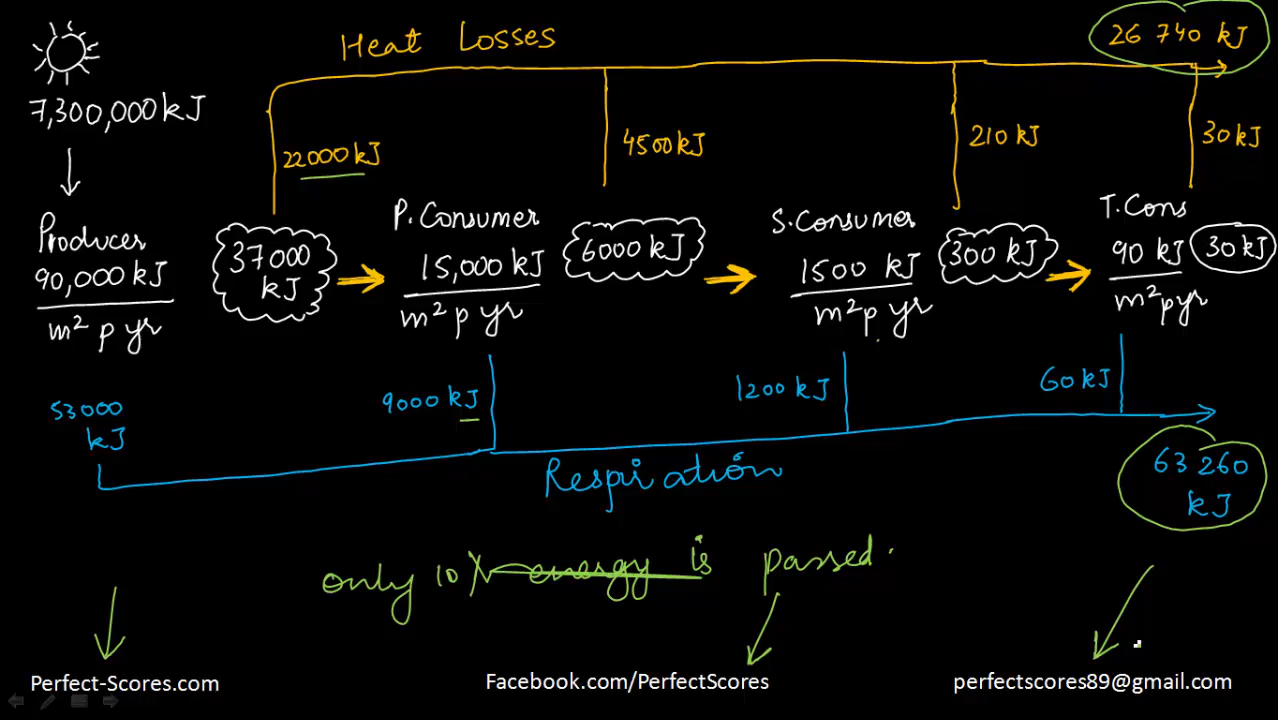 Heat Losses
26 740 kJ
7,300,000 kJ
22000 kJ
4500 kJ
210 kJ
30 kJ
Producer
90,000 kJ
m² p yr
37000
kJ
P. Consumer
15,000 kJ
m² p yr
6000 kJ
S. Consumer
1500 kJ
m² p yr
300 kJ
T. Cons
90 kJ
m² p yr
30 kJ
53000
kJ
9000 kJ
1200 kJ
60 kJ
Respiration
63 260
kJ
only 10% energy is passed.
Perfect-Scores.com
Facebook.com/PerfectScores
perfectscores89@gmail.com